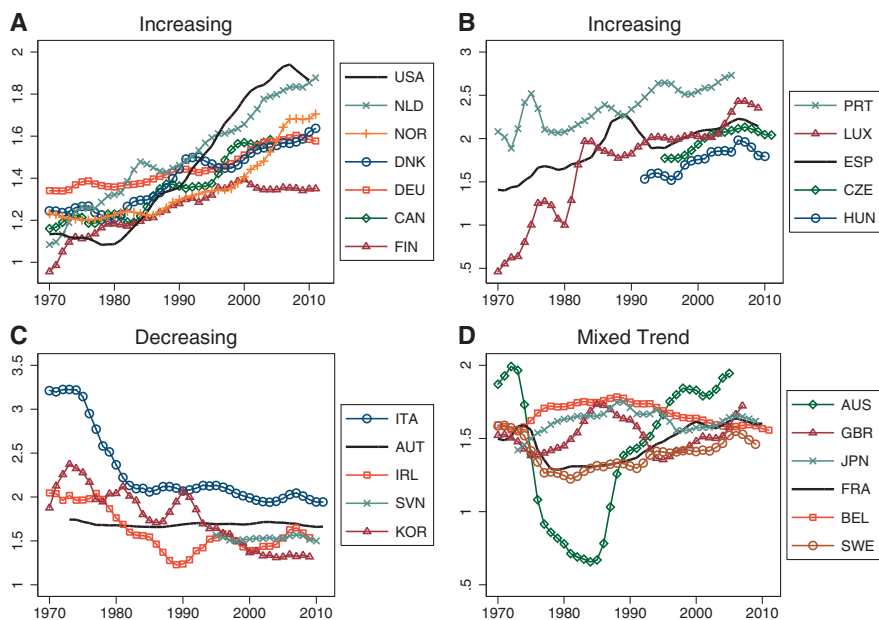 A Increasing
2
1.8
1.6
1.4
1.2
1
1970 1980 1990 2000 2010
USA
NLD
NOR
DNK
DEU
CAN
FIN
B Increasing
3
2.5
2
1.5
1
.5
1970 1980 1990 2000 2010
PRT
LUX
ESP
CZE
HUN
C Decreasing
3.5
3
2.5
2
1.5
1
1970 1980 1990 2000 2010
ITA
AUT
IRL
SVN
KOR
D Mixed Trend
2
1.5
1
.5
1970 1980 1990 2000 2010
AUS
GBR
JPN
FRA
BEL
SWE